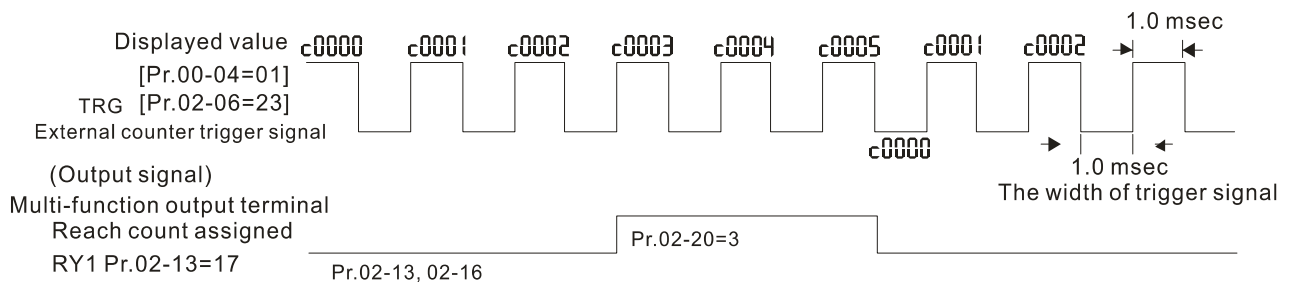 1.0 msec
Displayed value c0000 c0001 c0002 c0003 c0004 c0005 c0001 c0002
[Pr.00-04=01]
TRG [Pr.02-06=23]
External counter trigger signal
c0000
1.0 msec
The width of trigger signal
(Output signal)
Multi-function output terminal
Reach count assigned
Pr.02-20=3
RY1 Pr.02-13=17
Pr.02-13, 02-16